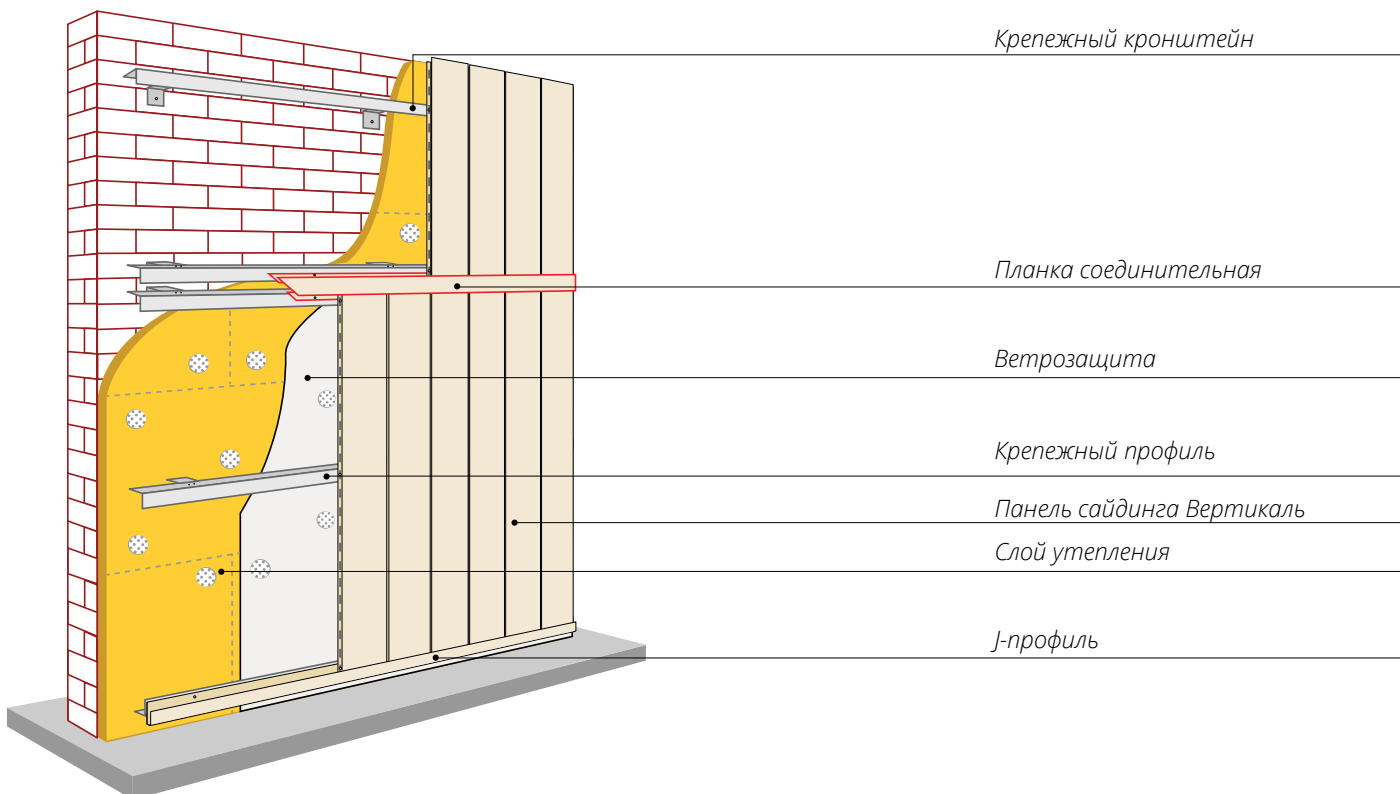 Крепежный кронштейн
Планка соединительная
Ветрозащита
Крепежный профиль
Панель сайдинга Вертикаль
Слой утепления
J-профиль